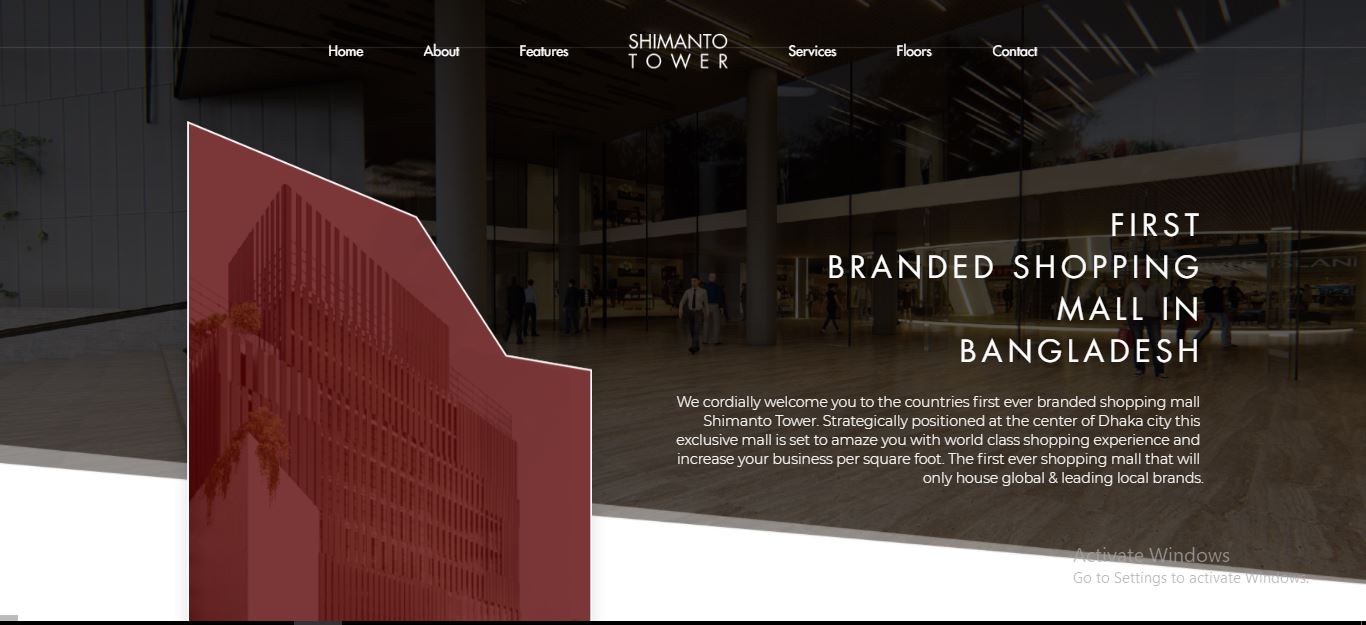 Home About Features SHIMANTO TOWER Services Floors Contact
FIRST
BRANDED SHOPPING
MALL IN
BANGLADESH
We cordially welcome you to the countries first ever branded shopping mall
Shimanto Tower. Strategically positioned at the center of Dhaka city this
exclusive mall is set to amaze you with world class shopping experience and
increase your business per square foot. The first ever shopping mall that will
only house global & leading local brands.
Activate Windows
Go to Settings to activate Windows.